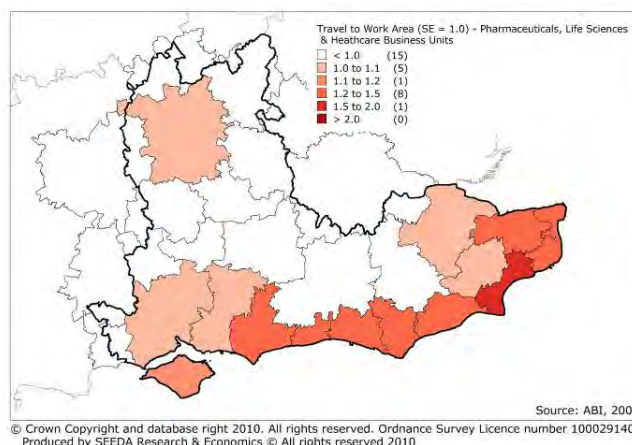 Travel to Work Area (SE = 1.0) - Pharmaceuticals, Life Sciences
& Heathcare Business Units
< 1.0 (15)
1.0 to 1.1 (5)
1.1 to 1.2 (1)
1.2 to 1.5 (8)
1.5 to 2.0 (1)
> 2.0 (0)
Source: ABI, 200
© Crown Copyright and database right 2010. All rights reserved. Ordnance Survey Licence number 100029140
Produced by SEEDA Research & Economics © All rights reserved 2010